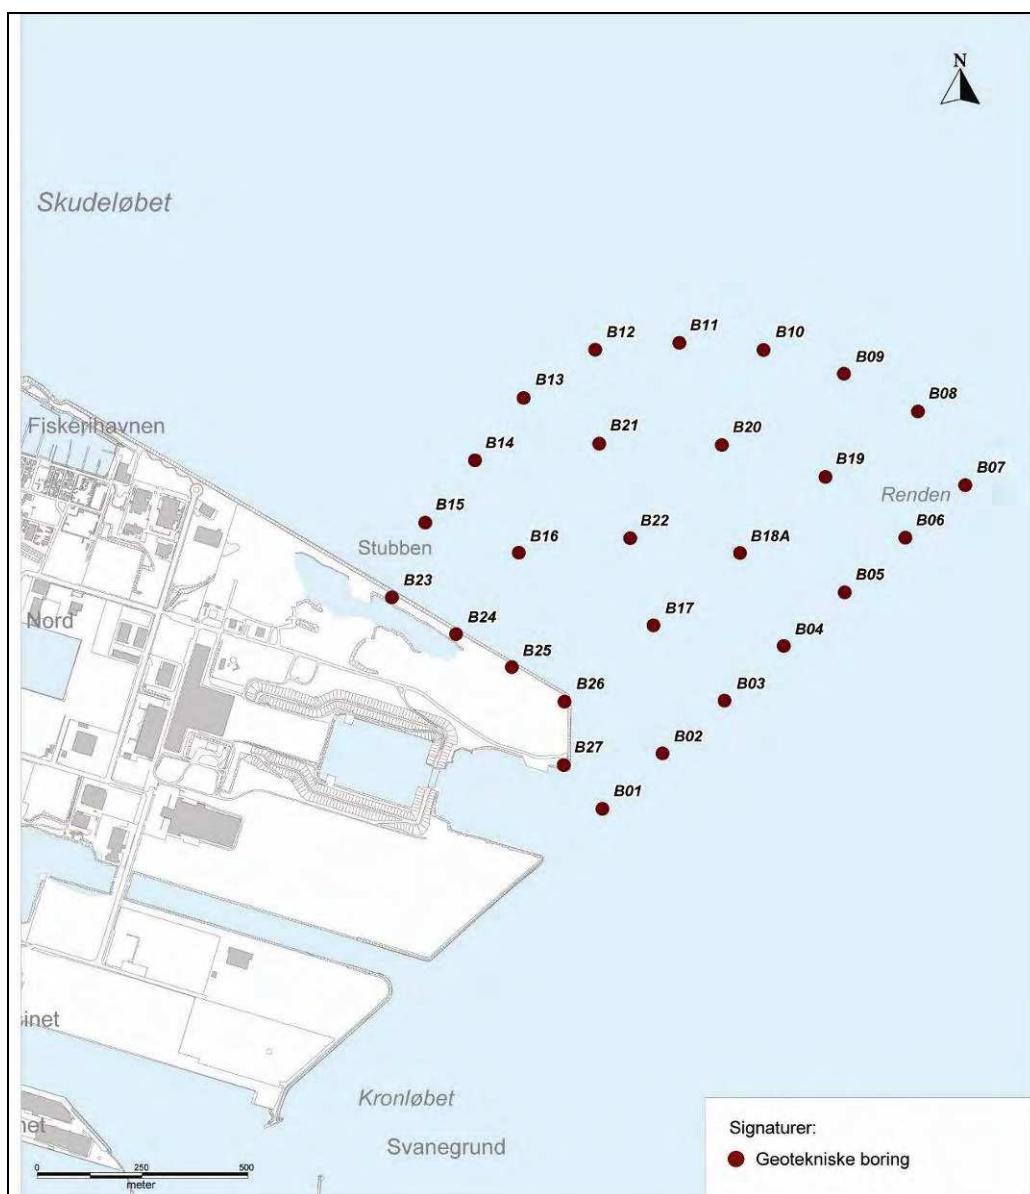 N
Skudeløbet
B12
B11
B10
B09
B13
B08
Fiskerihavnen
B21
B20
B14
B19
B07
Renden
B15
B22
B06
Stubben
B16
B18A
B23
B05
Nord
B24
B17
B04
B25
B26
B03
B27
B02
B01
sinet
Kronløbet
net
Svanegrund
Signaturer:
Geotekniske boring
0 250 500
meter